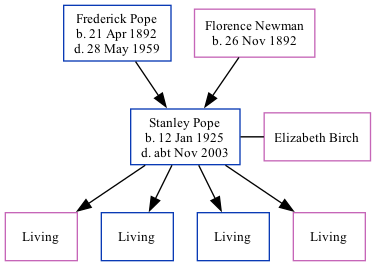 Frederick Pope
b. 21 Apr 1892
d. 28 May 1959
Florence Newman
b. 26 Nov 1892
Stanley Pope
b. 12 Jan 1925
d. abt Nov 2003
Elizabeth Birch
Living
Living
Living
Living